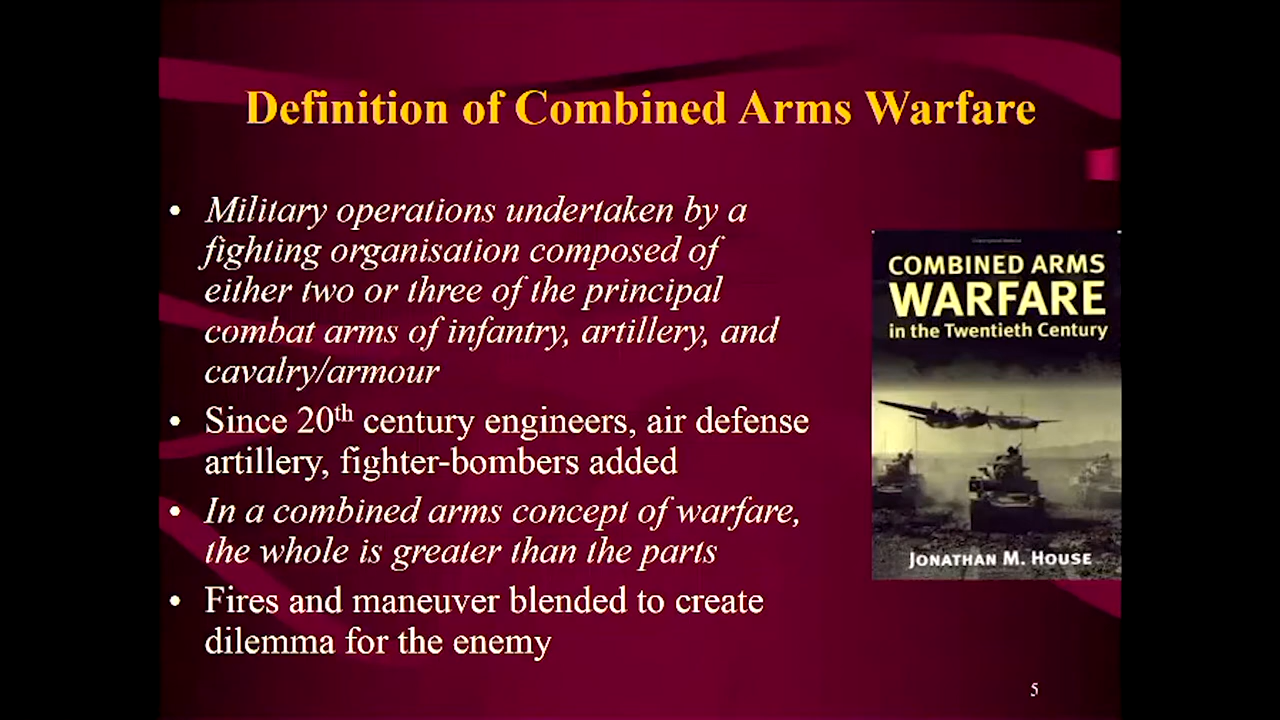 Definition of Combined Arms Warfare
• Military operations undertaken by a
fighting organisation composed of
either two or three of the principal
combat arms of infantry, artillery, and
cavalry/armour
• Since 20th century engineers, air defense
artillery, fighter-bombers added
• In a combined arms concept of warfare,
the whole is greater than the parts
• Fires and maneuver blended to create
dilemma for the enemy
COMBINED ARMS
WARFARE
in the Twentieth Century
JONATHAN M. HOUSE
5